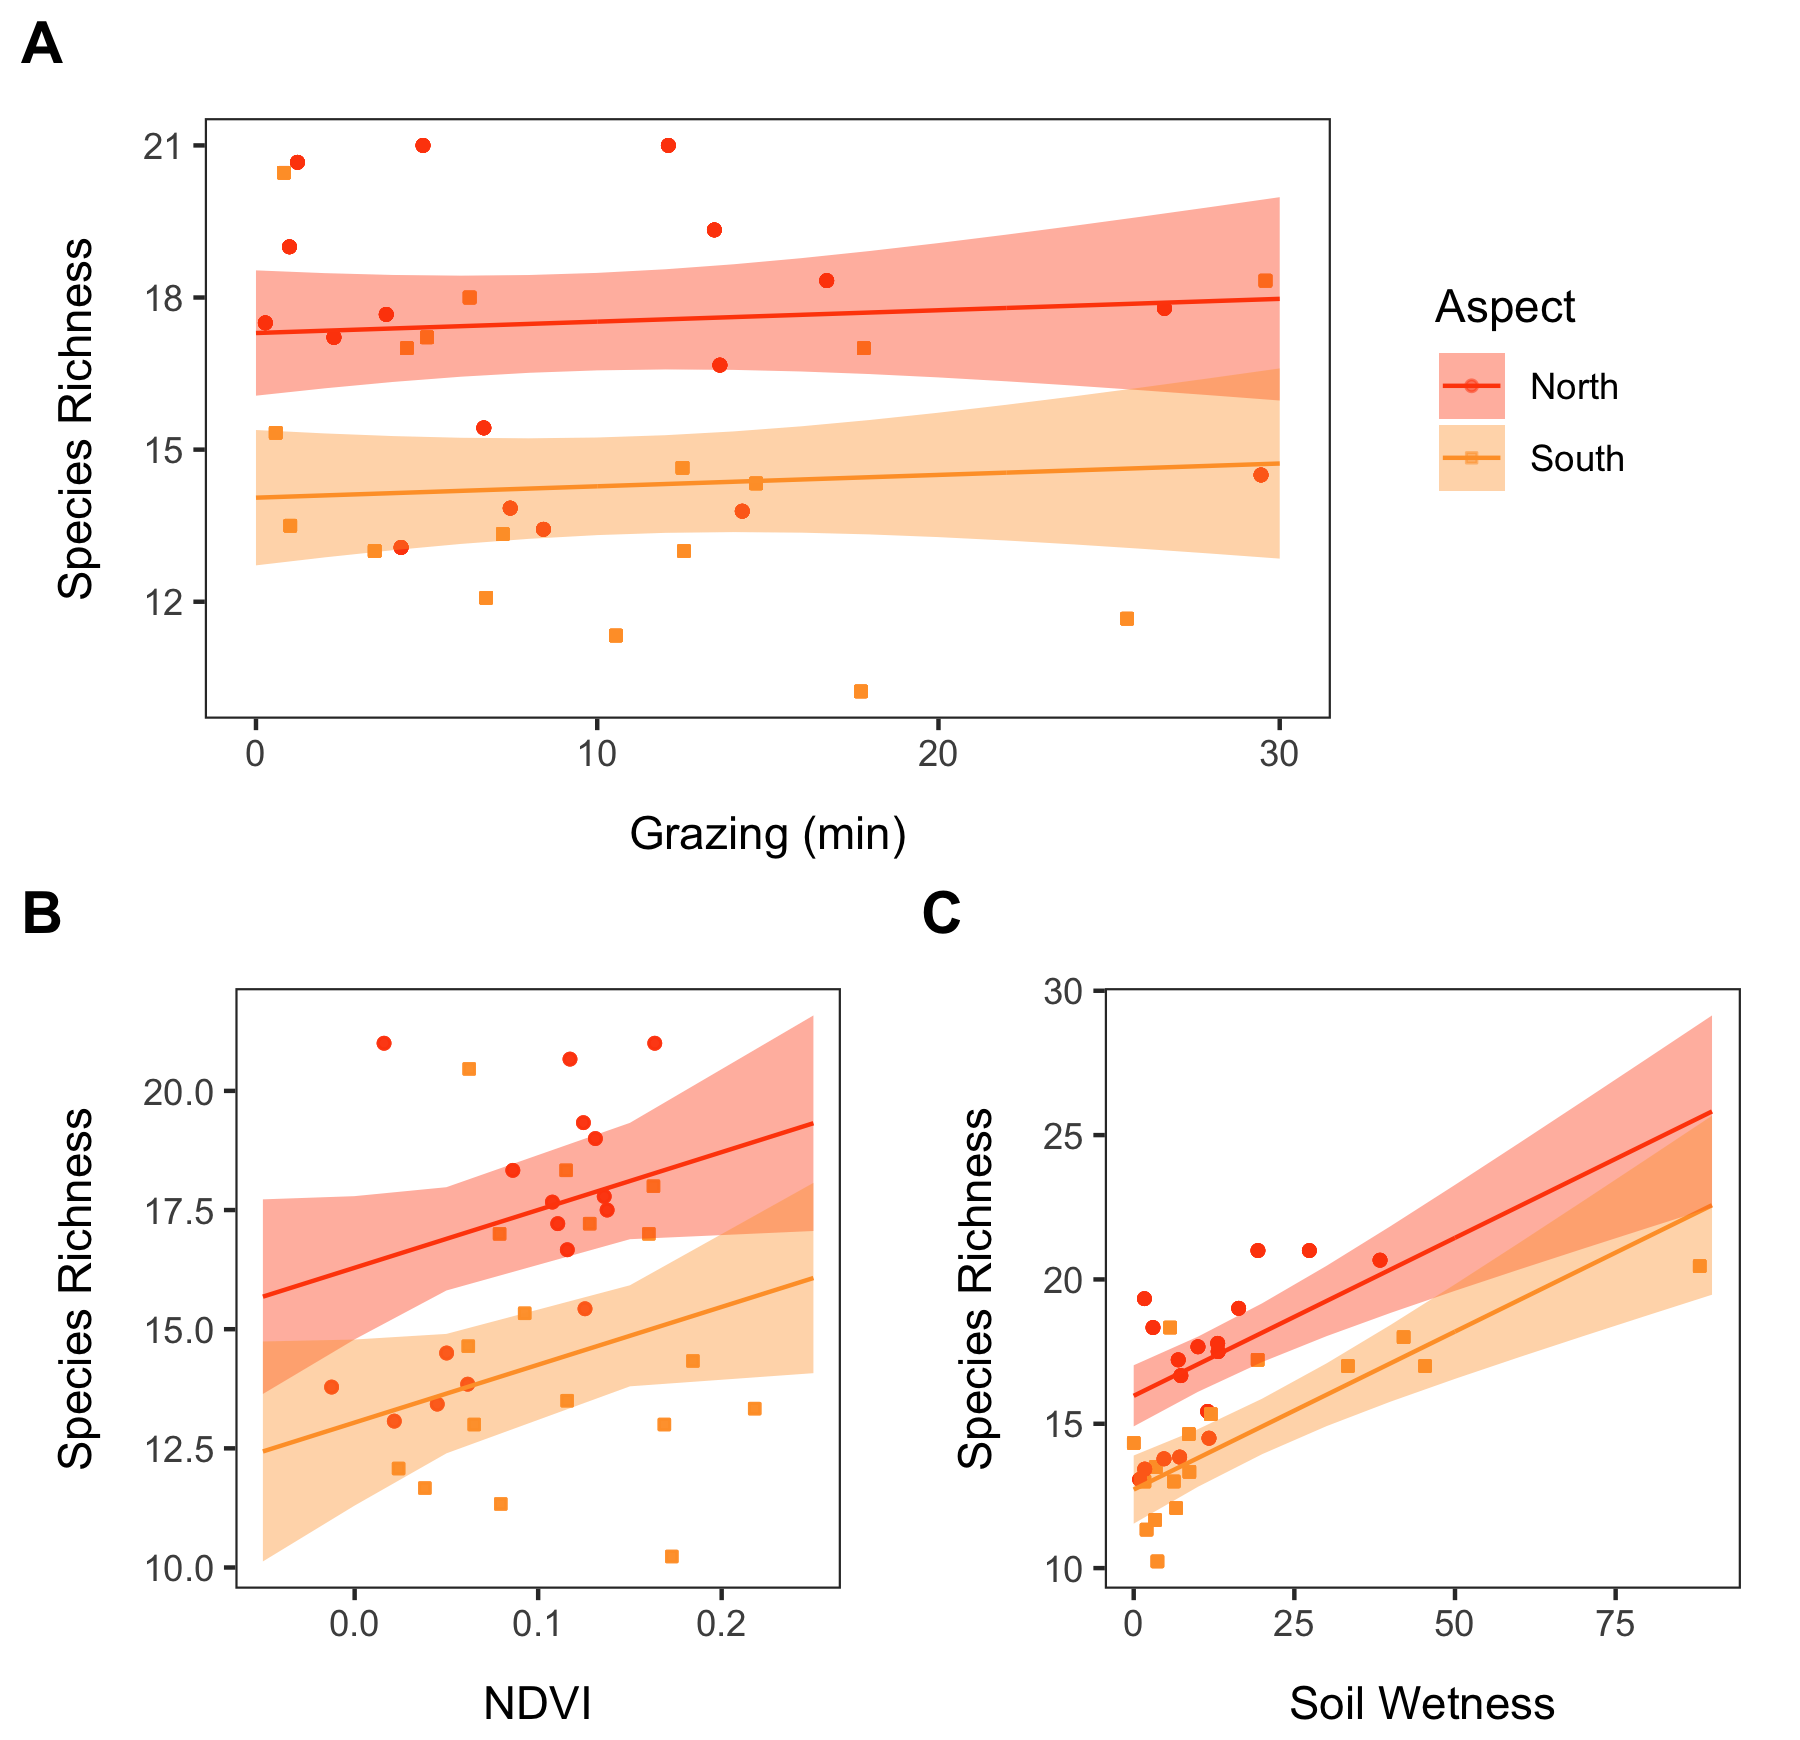 A
Species Richness
21
18
15
12
0 10 20 30
Grazing (min)
Aspect
North
South
B
Species Richness
20.0
17.5
15.0
12.5
10.0
0.0 0.1 0.2
NDVI
C
Species Richness
30
25
20
15
10
0 25 50 75
Soil Wetness